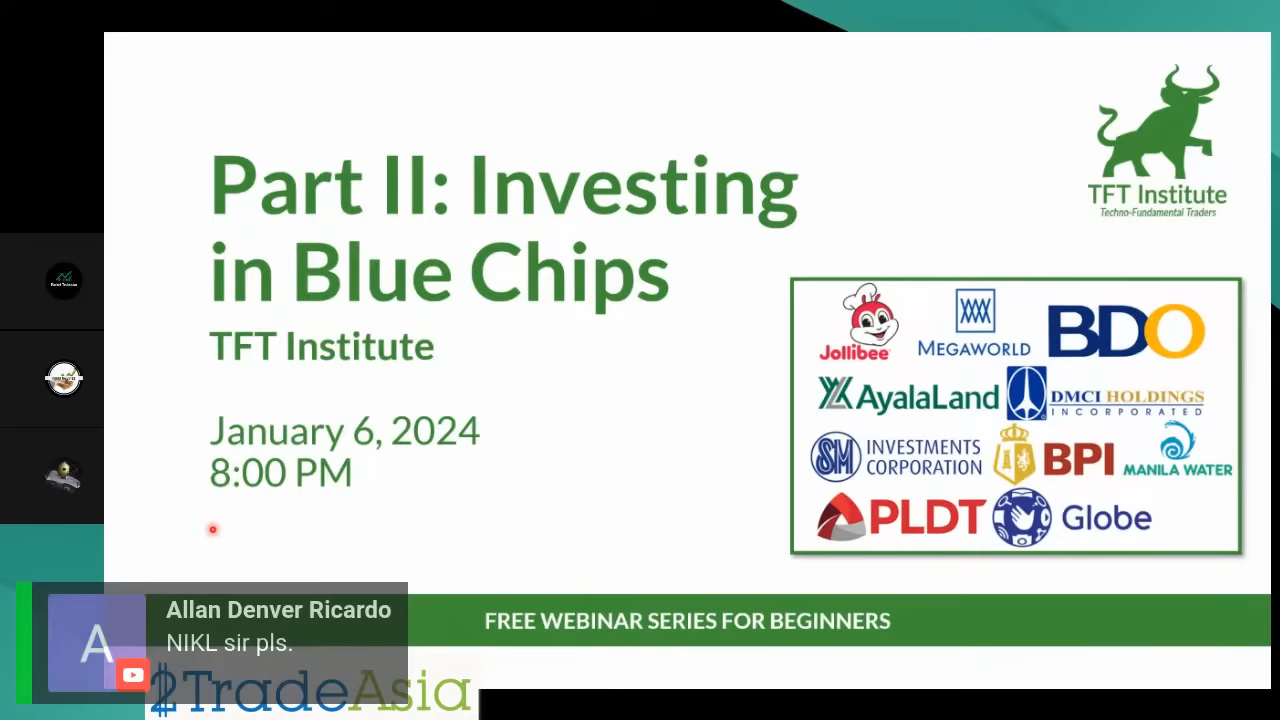 TFT Institute
Techno-Fundamental Traders
Part II: Investing
in Blue Chips
TFT Institute
January 6, 2024
8:00 PM
Jollibee
MEGAWORLD
BDO
AyalaLand
DMCI HOLDINGS
INCORPORATED
SM INVESTMENTS
CORPORATION
BPI
MANILA WATER
PLDT
Globe
FREE WEBINAR SERIES FOR BEGINNERS
A
Allan Denver Ricardo
NIKL sir pls.
2TradeAsia